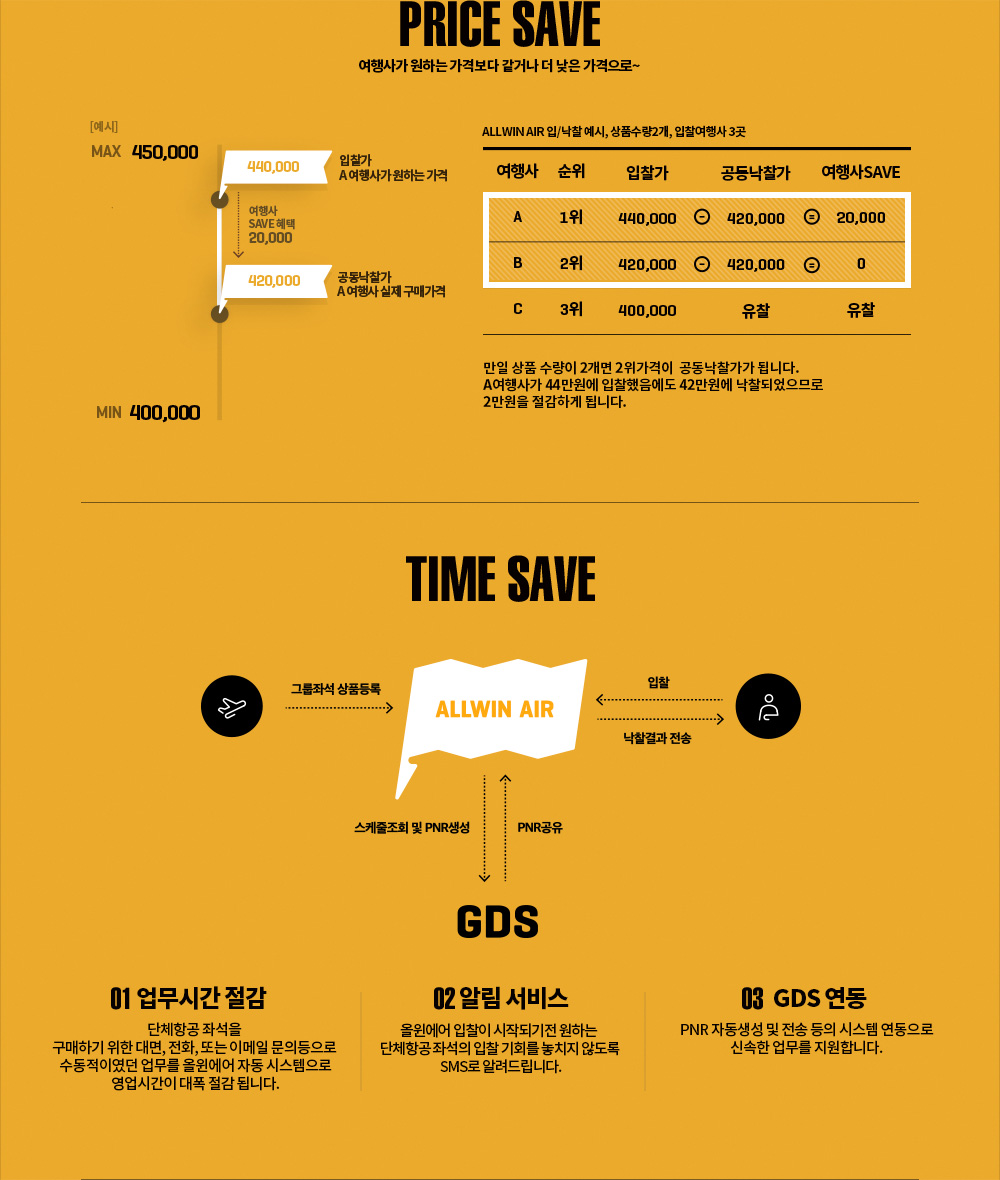 PRICE SAVE
여행사가 원하는 가격보다 같거나 더 낮은 가격으로~
[예시]
MAX 450,000
440,000
입찰가
A 여행사가 원하는 가격
여행사
SAVE 혜택
20,000
420,000
공동낙찰가
A 여행사 실제 구매가격
MIN 400,000
ALLWIN AIR 입/낙찰 예시, 상품수량2개, 입찰여행사 3곳
여행사 순위 입찰가 공동낙찰가 여행사SAVE
A 1위 440,000 - 420,000 = 20,000
B 2위 420,000 - 420,000 = 0
C 3위 400,000 유찰 유찰
만일 상품 수량이 2개면 2위가격이 공동낙찰가가 됩니다.
A여행사가 44만원에 입찰했음에도 42만원에 낙찰되었으므로
2만원을 절감하게 됩니다.
TIME SAVE
그룹좌석 상품등록
ALLWIN AIR
입찰
낙찰결과 전송
스케줄조회 및 PNR생성
PNR공유
GDS
01 업무시간 절감
단체항공 좌석을
구매하기 위한 대면, 전화, 또는 이메일 문의등으로
수동적이였던 업무를 올윈에어 자동 시스템으로
영업시간이 대폭 절감 됩니다.
02 알림 서비스
올윈에어 입찰이 시작되기전 원하는
단체항공 좌석의 입찰 기회를 놓치지 않도록
SMS로 알려드립니다.
03 GDS 연동
PNR 자동생성 및 전송 등의 시스템 연동으로
신속한 업무를 지원합니다.